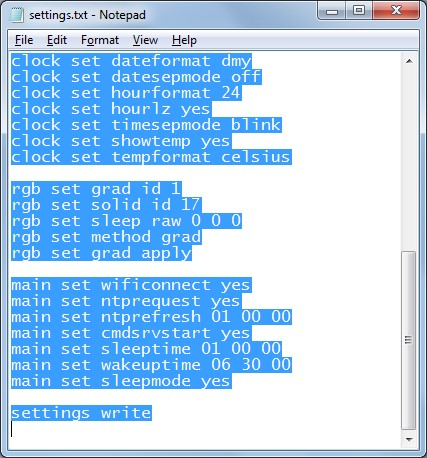 settings.txt - Notepad
File Edit Format View Help
clock set dateformat dmy
clock set datesepmode off
clock set hourformat 24
clock set hourlz yes
clock set timesepmode blink
clock set showtemp yes
clock set tempformat celsius
rgb set grad id 1
rgb set solid id 17
rgb set sleep raw 0 0 0
rgb set method grad
rgb set grad apply
main set wificonnect yes
main set ntprequest yes
main set ntprefresh 01 00 00
main set cmdsrvstart yes
main set sleeptime 01 00 00
main set wakeuptime 06 30 00
main set sleepmode yes
settings write